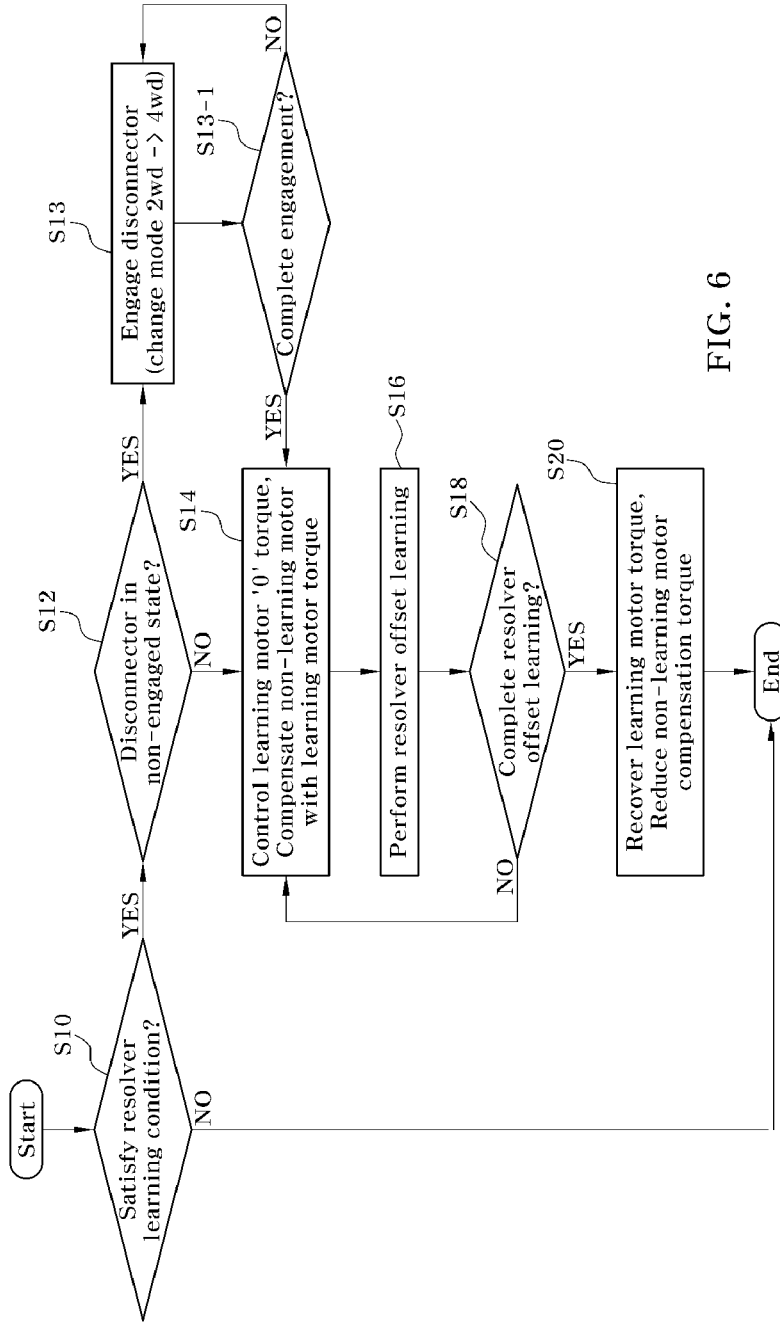 Start
S10
Satisfy resolver
learning condition?
YES
NO
S12
Disconnector in
non-engaged state?
YES
NO
S13
Engage disconnector
(change mode 2wd -> 4wd)
S13-1
Complete engagement?
NO
YES
S14
Control learning motor '0' torque,
Compensate non-learning motor
with learning motor torque
S16
Perform resolver offset learning
S18
Complete resolver
offset learning?
NO
YES
S20
Recover learning motor torque,
Reduce non-learning motor
compensation torque
End
FIG. 6